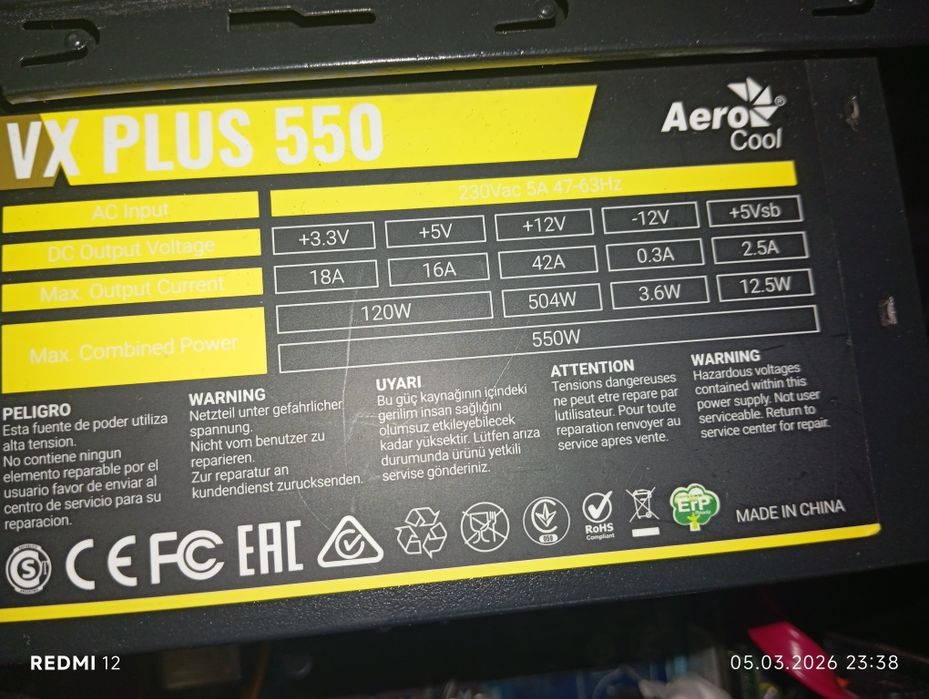 VX PLUS 550
Aero
Cool
AC Input
230Vac 5A 47-63Hz
DC Output Voltage
+3.3V
+5V
+12V
-12V
+5Vsb
Max. Output Current
18A
16A
42A
0.3A
2.5A
Max. Combined Power
120W
504W
3.6W
12.5W
550W
PELIGRO
Esta fuente de poder utiliza
alta tension.
No contiene ningun
elemento reparable por el
usuario favor de enviar al
centro de servicio para su
reparacion.
WARNING
Netzteil unter gefahrlicher
spannung.
Nicht vom benutzer zu
reparieren.
Zur reparatur an
kundendienst zurucksenden.
UYARI
Bu güç kaynağının içindeki
gerilim insan sağlığını
olumsuz etkileyebilecek
kadar yüksektir. Lütfen arıza
durumunda ürünü yetkili
servise gönderiniz.
ATTENTION
Tensions dangereuses
ne peut etre repare par
lutilisateur. Pour toute
reparation renvoyer au
service apres vente.
WARNING
Hazardous voltages
contained within this
power supply. Not user
serviceable. Return to
service center for repair.
S
CE FC EAC
RoHS
Compliant
ErP
MADE IN CHINA
REDMI 12
05.03.2026 23:38